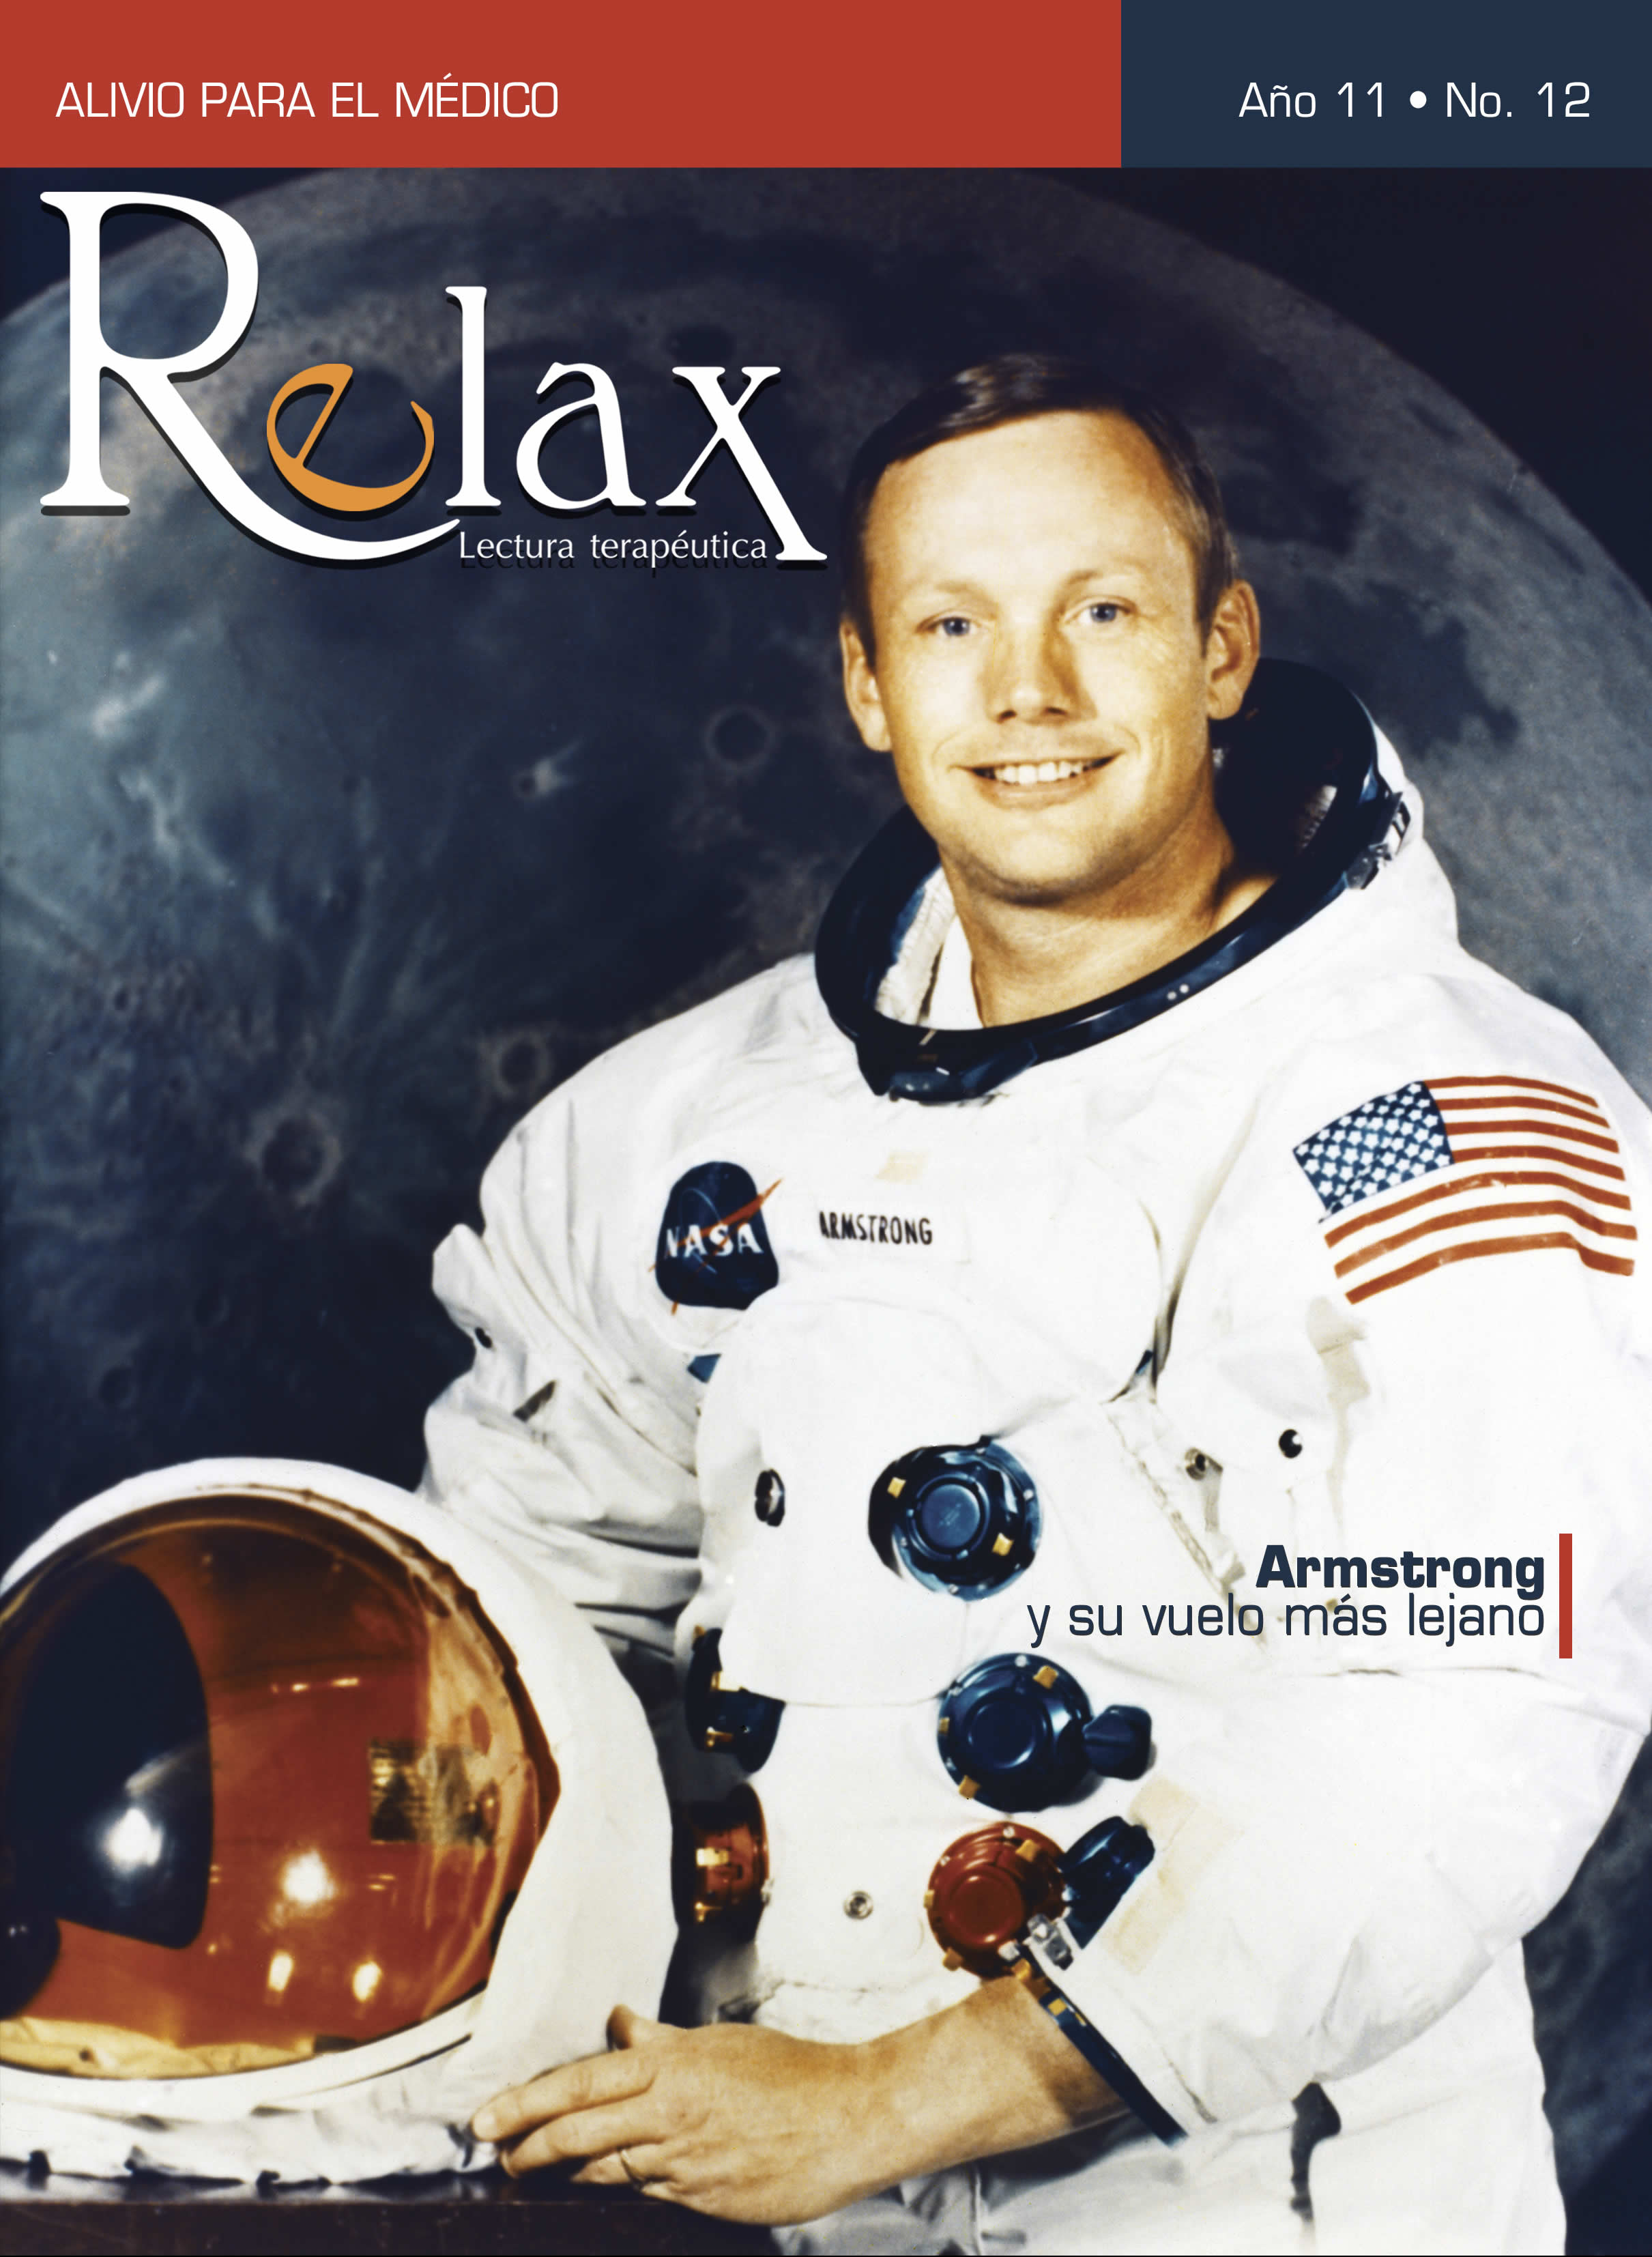 ALIVIO PARA EL MÉDICO
Año 11 • No. 12
Relax
Lectura terapéutica
NASA
ARMSTRONG
Armstrong
y su vuelo más lejano